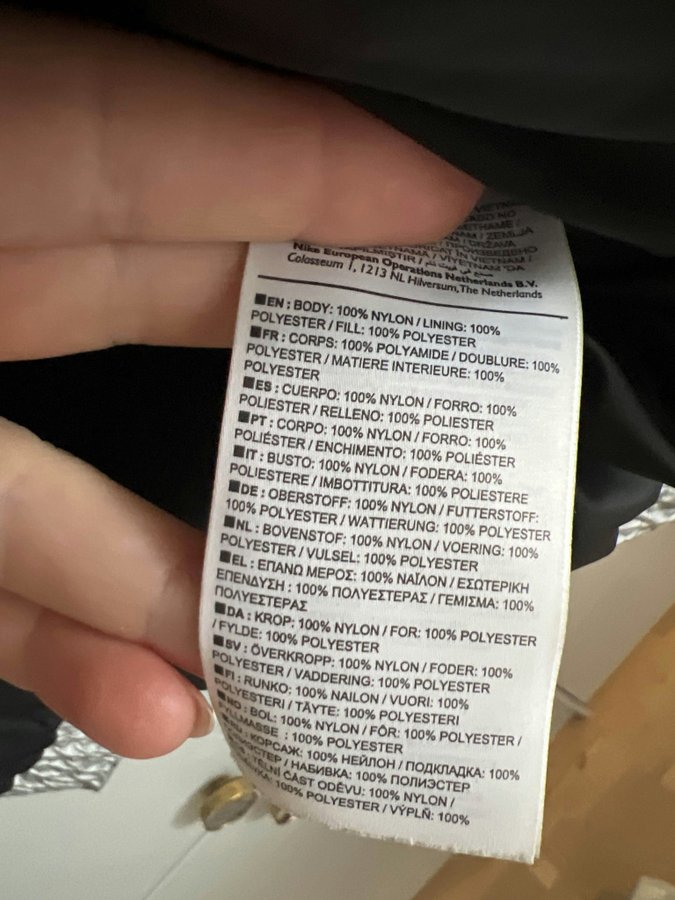 VIETNAM /
Nike European Operations Netherlands B.V.
Colosseum 1, 1213 NL Hilversum, The Netherlands
■EN : BODY: 100% NYLON / LINING: 100%
POLYESTER / FILL: 100% POLYESTER
■FR : CORPS: 100% POLYAMIDE / DOUBLURE: 100%
POLYESTER / MATIERE INTERIEURE: 100%
POLYESTER
■ES : CUERPO: 100% NYLON / FORRO: 100%
POLIESTER / RELLENO: 100% POLIESTER
■PT : CORPO: 100% NYLON / FORRO: 100%
POLIÉSTER / ENCHIMENTO: 100% POLIÉSTER
■IT : BUSTO: 100% NYLON / FODERA: 100%
POLIESTERE / IMBOTTITURA: 100% POLIESTERE
■DE : OBERSTOFF: 100% NYLON / FUTTERSTOFF:
100% POLYESTER / WATTIERUNG: 100% POLYESTER
■NL : BOVENSTOF: 100% NYLON / VOERING: 100%
POLYESTER / VULSEL: 100% POLYESTER
■EL : ΕΠΑΝΩ ΜΕΡΟΣ: 100% ΝΑΪΛΟΝ / ΕΣΩΤΕΡΙΚΗ
ΕΠΕΝΔΥΣΗ : 100% ΠΟΛΥΕΣΤΕΡΑΣ / ΓΕΜΙΣΜΑ: 100%
ΠΟΛΥΕΣΤΕΡΑΣ
■DA : KROP: 100% NYLON / FOR: 100% POLYESTER
/ FYLDE: 100% POLYESTER
■SV : ÖVERKROPP: 100% NYLON / FODER: 100%
POLYESTER / VADDERING: 100% POLYESTER
■FI : RUNKO: 100% NAILON / VUORI: 100%
POLYESTERI / TÄYTE: 100% POLYESTERI
■NO : BOL: 100% NYLON / FÔR: 100% POLYESTER /
FYLLMASSE : 100% POLYESTER
КОРСАЖ: 100% НЕЙЛОН / ПОДКЛАДКА: 100%
/ НАБИВКА: 100% ПОЛИЭСТЕР
TĚLNÍ ČÁST ODĚVU: 100% NYLON /
100% POLYESTER / VÝPLŇ: 100%